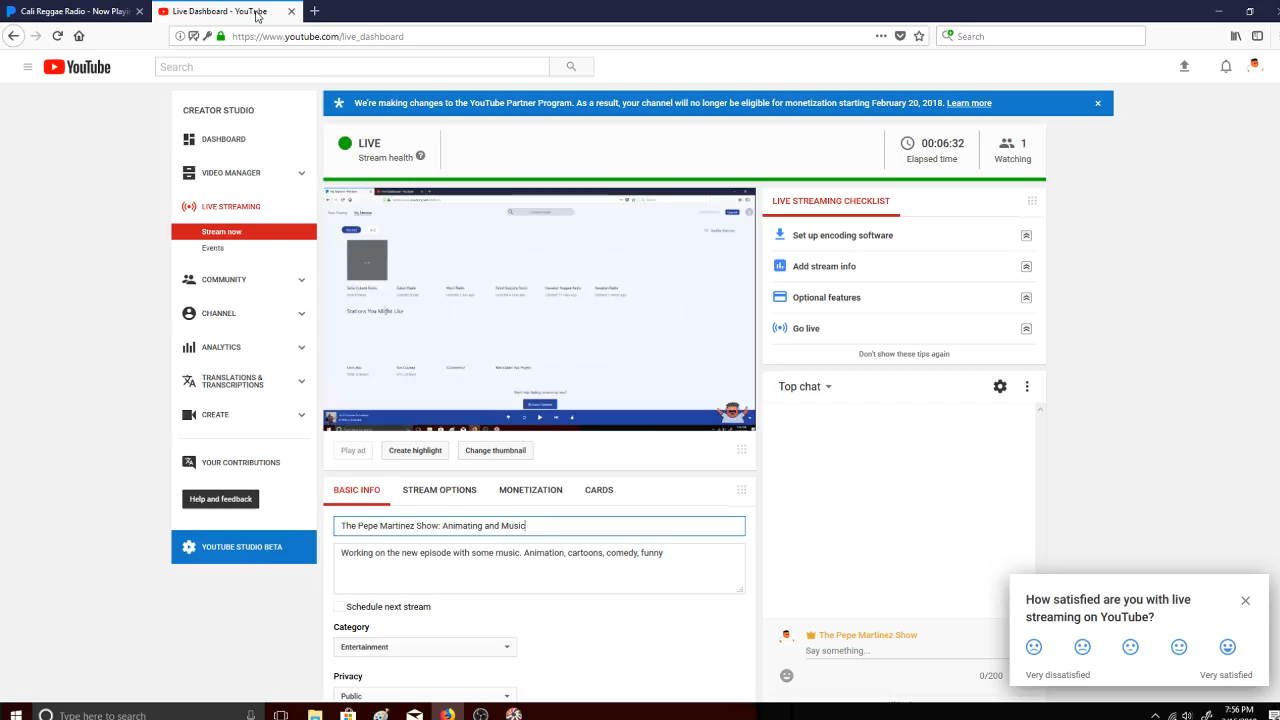 Cali Reggae Radio - Now Playin
Live Dashboard - YouTube
https://www.youtube.com/live_dashboard
Search
YouTube
Search
CREATOR STUDIO
DASHBOARD
VIDEO MANAGER
LIVE STREAMING
Stream now
Events
COMMUNITY
CHANNEL
ANALYTICS
TRANSLATIONS &
TRANSCRIPTIONS
CREATE
YOUR CONTRIBUTIONS
Help and feedback
YOUTUBE STUDIO BETA
We're making changes to the YouTube Partner Program. As a result, your channel will no longer be eligible for monetization starting February 20, 2018. Learn more
LIVE
Stream health
00:06:32
Elapsed time
1
Watching
Stations You Might Like
Play ad
Create highlight
Change thumbnail
BASIC INFO
STREAM OPTIONS
MONETIZATION
CARDS
The Pepe Martinez Show: Animating and Music
Working on the new episode with some music. Animation, cartoons, comedy, funny
Schedule next stream
Category
Entertainment
Privacy
Public
LIVE STREAMING CHECKLIST
Set up encoding software
Add stream info
Optional features
Go live
Don't show these tips again
Top chat
The Pepe Martinez Show
Say something...
0/200
How satisfied are you with live
streaming on YouTube?
Very dissatisfied
Very satisfied
Type here to search
7:56 PM